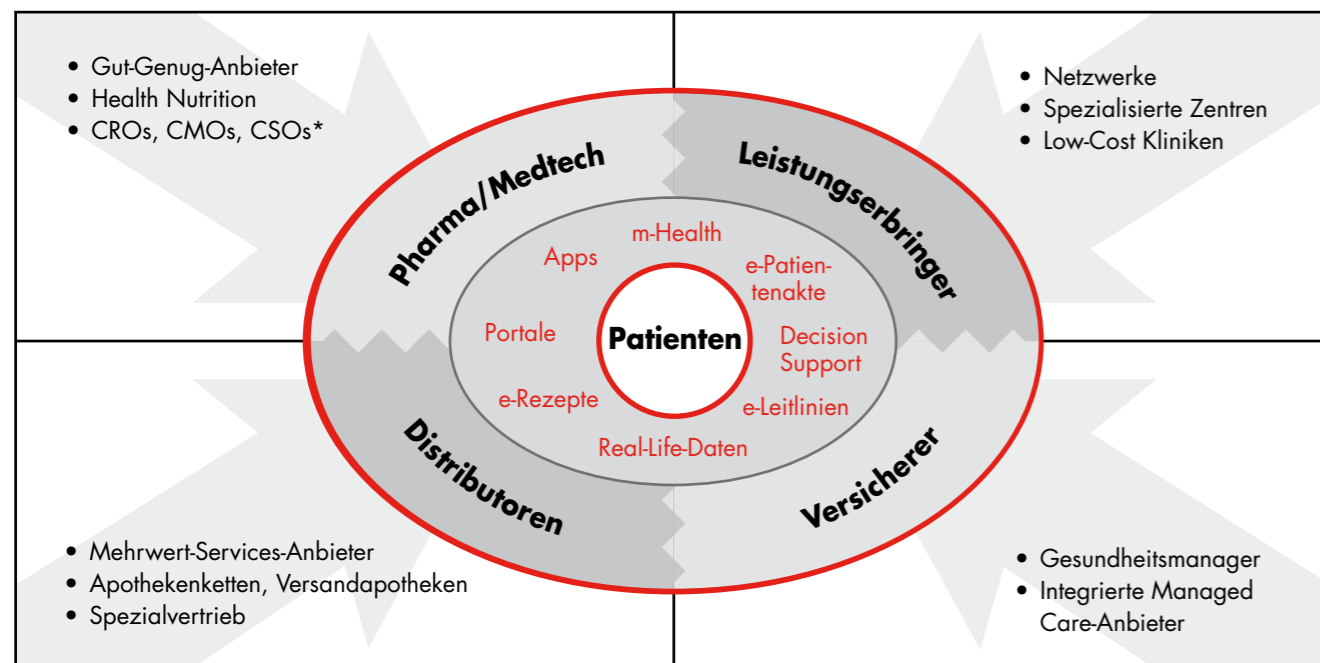 • Gut-Genug-Anbieter
• Health Nutrition
• CROs, CMOs, CSOs*
• Netzwerke
• Spezialisierte Zentren
• Low-Cost Kliniken
Pharma/Medtech
Leistungserbringer
m-Health
Apps
e-Patien-
tenakte
Portale
Patienten
Decision
Support
e-Rezepte
e-Leitlinien
Real-Life-Daten
Distributoren
Versicherer
• Mehrwert-Services-Anbieter
• Apothekenketten, Versandapotheken
• Spezialvertrieb
• Gesundheitsmanager
• Integrierte Managed
Care-Anbieter